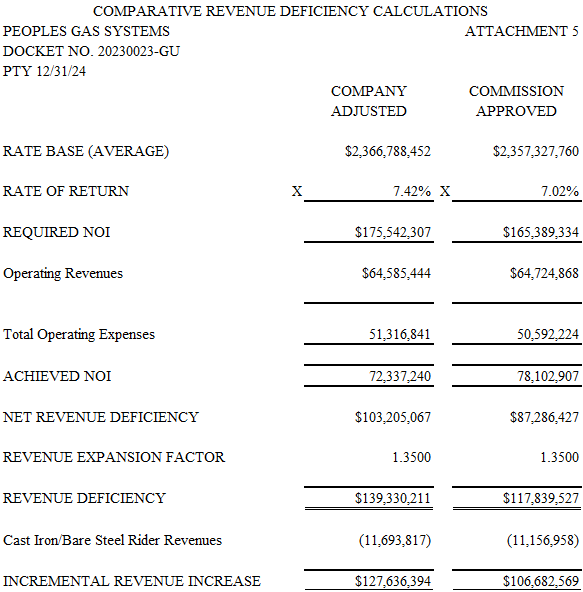 COMPARATIVE REVENUE DEFICIENCY CALCULATIONS
PEOPLES GAS SYSTEMS ATTACHMENT 5
DOCKET NO. 20230023-GU
PTY 12/31/24
COMPANY COMMISSION
ADJUSTED APPROVED
RATE BASE (AVERAGE) $2,366,788,452 $2,357,327,760
RATE OF RETURN X 7.42% X 7.02%
REQUIRED NOI $175,542,307 $165,389,334
Operating Revenues $64,585,444 $64,724,868
Total Operating Expenses 51,316,841 50,592,224
ACHIEVED NOI 72,337,240 78,102,907
NET REVENUE DEFICIENCY $103,205,067 $87,286,427
REVENUE EXPANSION FACTOR 1.3500 1.3500
REVENUE DEFICIENCY $139,330,211 $117,839,527
Cast Iron/Bare Steel Rider Revenues (11,693,817) (11,156,958)
INCREMENTAL REVENUE INCREASE $127,636,394 $106,682,569